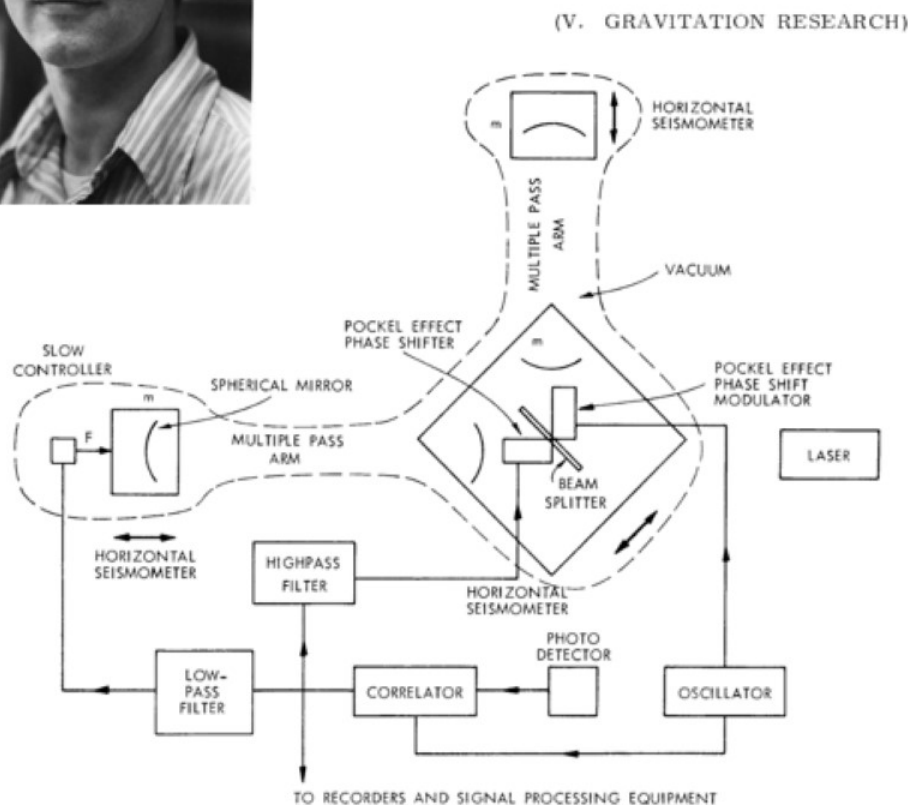 (V. GRAVITATION RESEARCH)
m
HORIZONTAL
SEISMOMETER
MULTIPLE PASS
ARM
VACUUM
POCKEL EFFECT
PHASE SHIFTER
SLOW
CONTROLLER
SPHERICAL MIRROR
m
m
POCKEL EFFECT
PHASE SHIFT
MODULATOR
F
MULTIPLE PASS
ARM
LASER
BEAM
SPLITTER
HORIZONTAL
SEISMOMETER
HIGHPASS
FILTER
HORIZONTAL
SEISMOMETER
PHOTO
DETECTOR
LOW-
PASS
FILTER
CORRELATOR
OSCILLATOR
TO RECORDERS AND SIGNAL PROCESSING EQUIPMENT